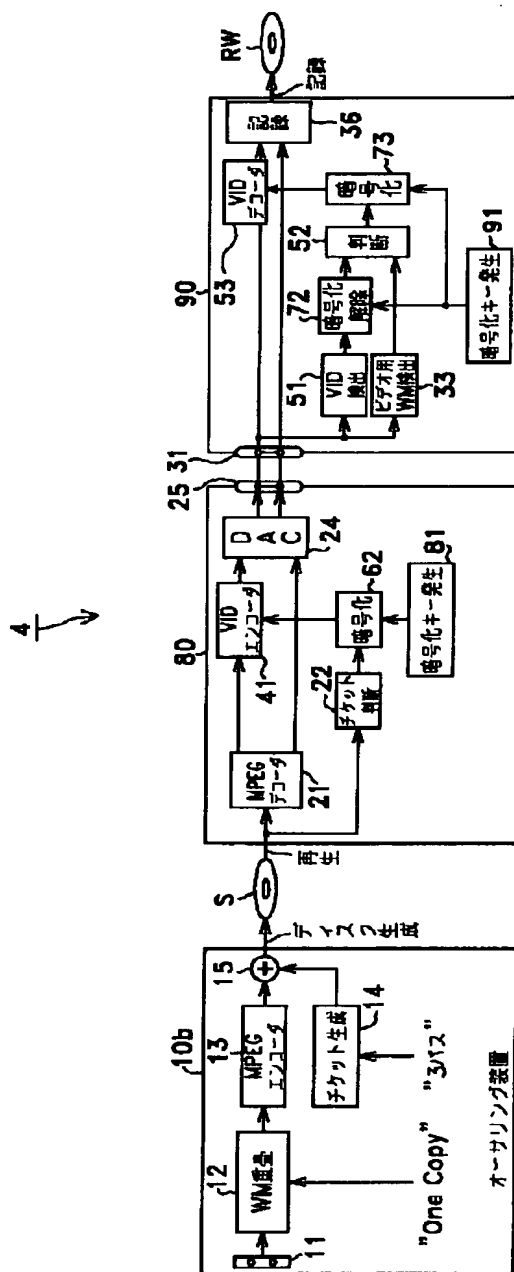 4
10b
11
12
WM重畳
"One Copy"
13
MPEG
エンコーダ
15
チケット生成
14
"3パス"
オーサリング装置
ディスク生成
S
再生
80
MPEG
デコーダ
21
VID
エンコーダ
41
22
チケット
判断
暗号化
62
暗号化キー発生
81
D
A
C
24
25
31
90
53
VID
デコーダ
51
VID
検出
72
暗号化
解除
52
判断
73
暗号化
ビデオ用
WM検出
33
暗号化キー発生
91
記録
36
記録
RW